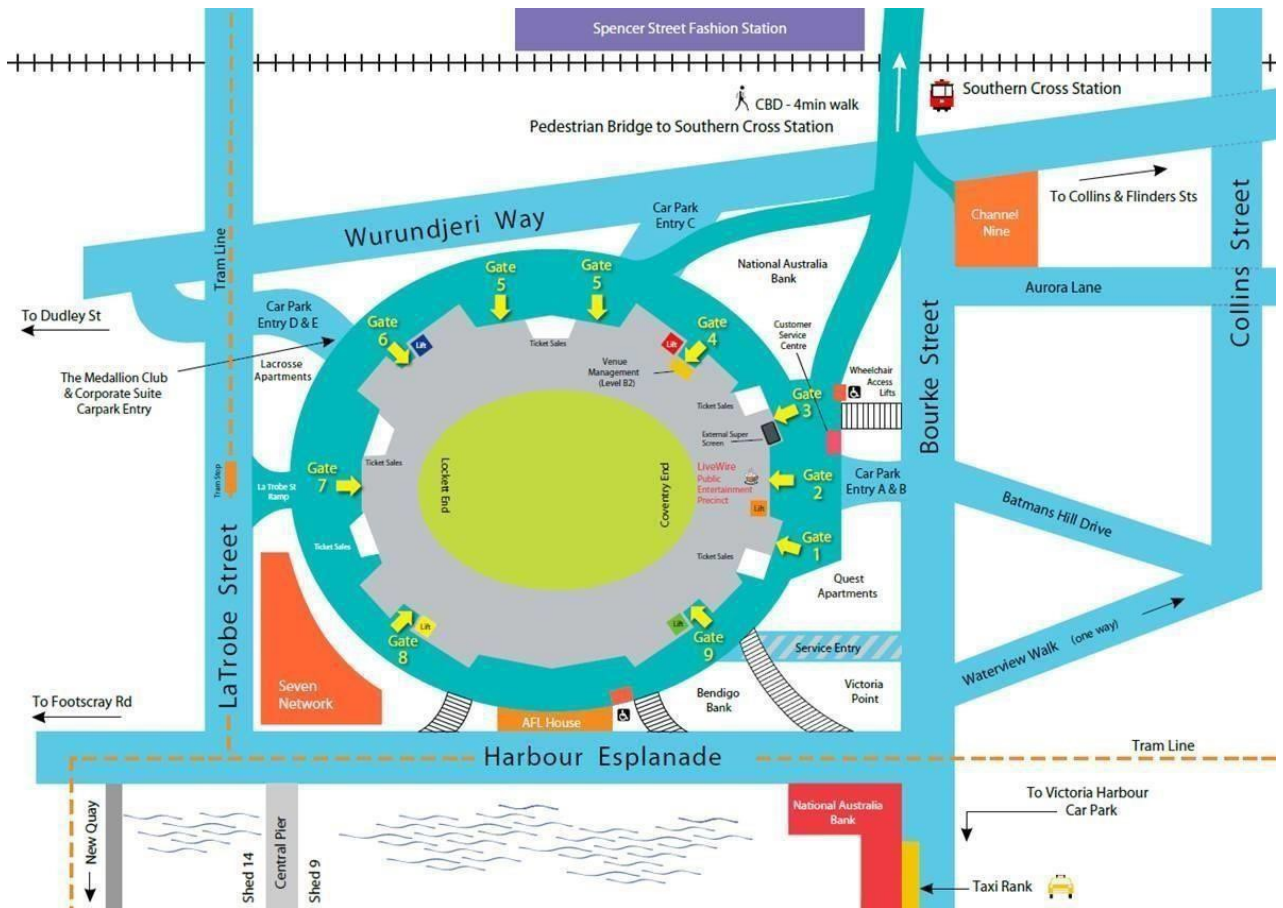 Spencer Street Fashion Station
Southern Cross Station
CBD - 4min walk
Pedestrian Bridge to Southern Cross Station
To Collins & Flinders Sts
Channel
Nine
Collins Street
Wurundjeri Way
Car Park
Entry C
Tram Line
National Australia
Bank
Aurora Lane
Bourke Street
To Dudley St
Car Park
Entry D & E
Gate
5
Gate
5
Gate
6
Lift
Ticket Sales
Lift
Gate
4
Customer
Service
Centre
The Medallion Club
& Corporate Suite
Carpark Entry
Lacrosse
Apartments
Venue
Management
(Level B2)
Wheelchair
Access
Lifts
Gate
3
Ticket Sales
External Super
Screen
Ticket Sales
Tram Stop
La Trobe St
Ramp
Gate
7
Lockett End
Coventry End
LiveWire
Public
Entertainment
Precinct
Lift
Gate
2
Car Park
Entry A & B
Batmans Hill Drive
LaTrobe Street
Ticket Sales
Gate
1
Ticket Sales
Quest
Apartments
Gate
8
Lift
Lift
Gate
9
Service Entry
Waterview Walk (one way)
Seven
Network
Bendigo
Bank
Victoria
Point
To Footscray Rd
AFL House
Harbour Esplanade
Tram Line
New Quay
Shed 14
Central Pier
Shed 9
National Australia
Bank
To Victoria Harbour
Car Park
Taxi Rank